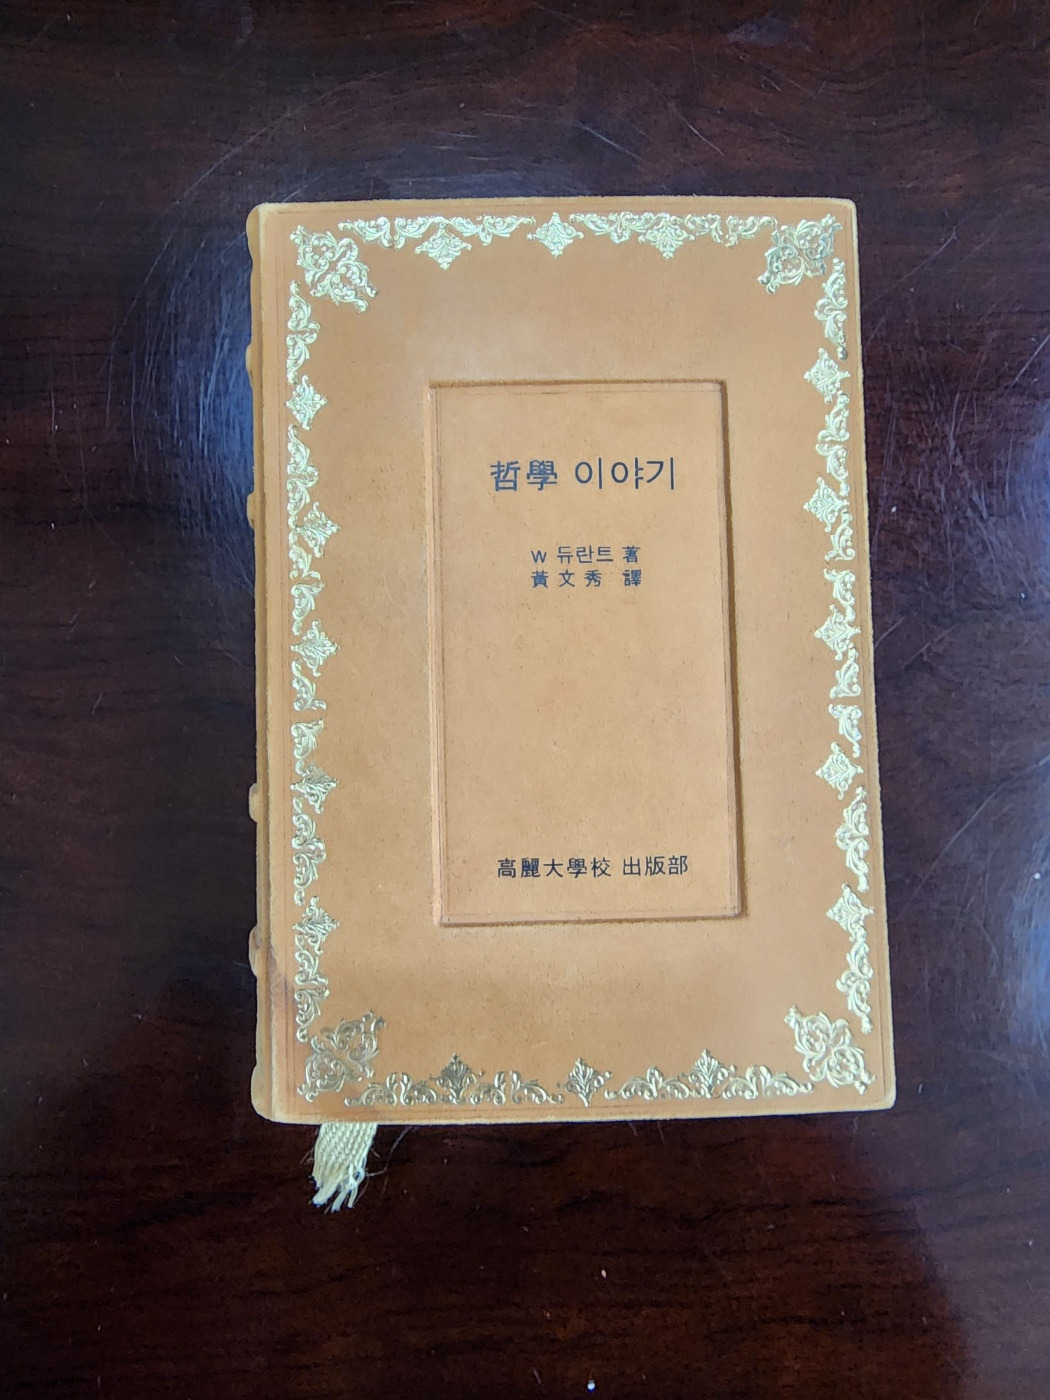 哲學 이야기
W 듀란트 著
黃文秀 譯
高麗大學校 出版部